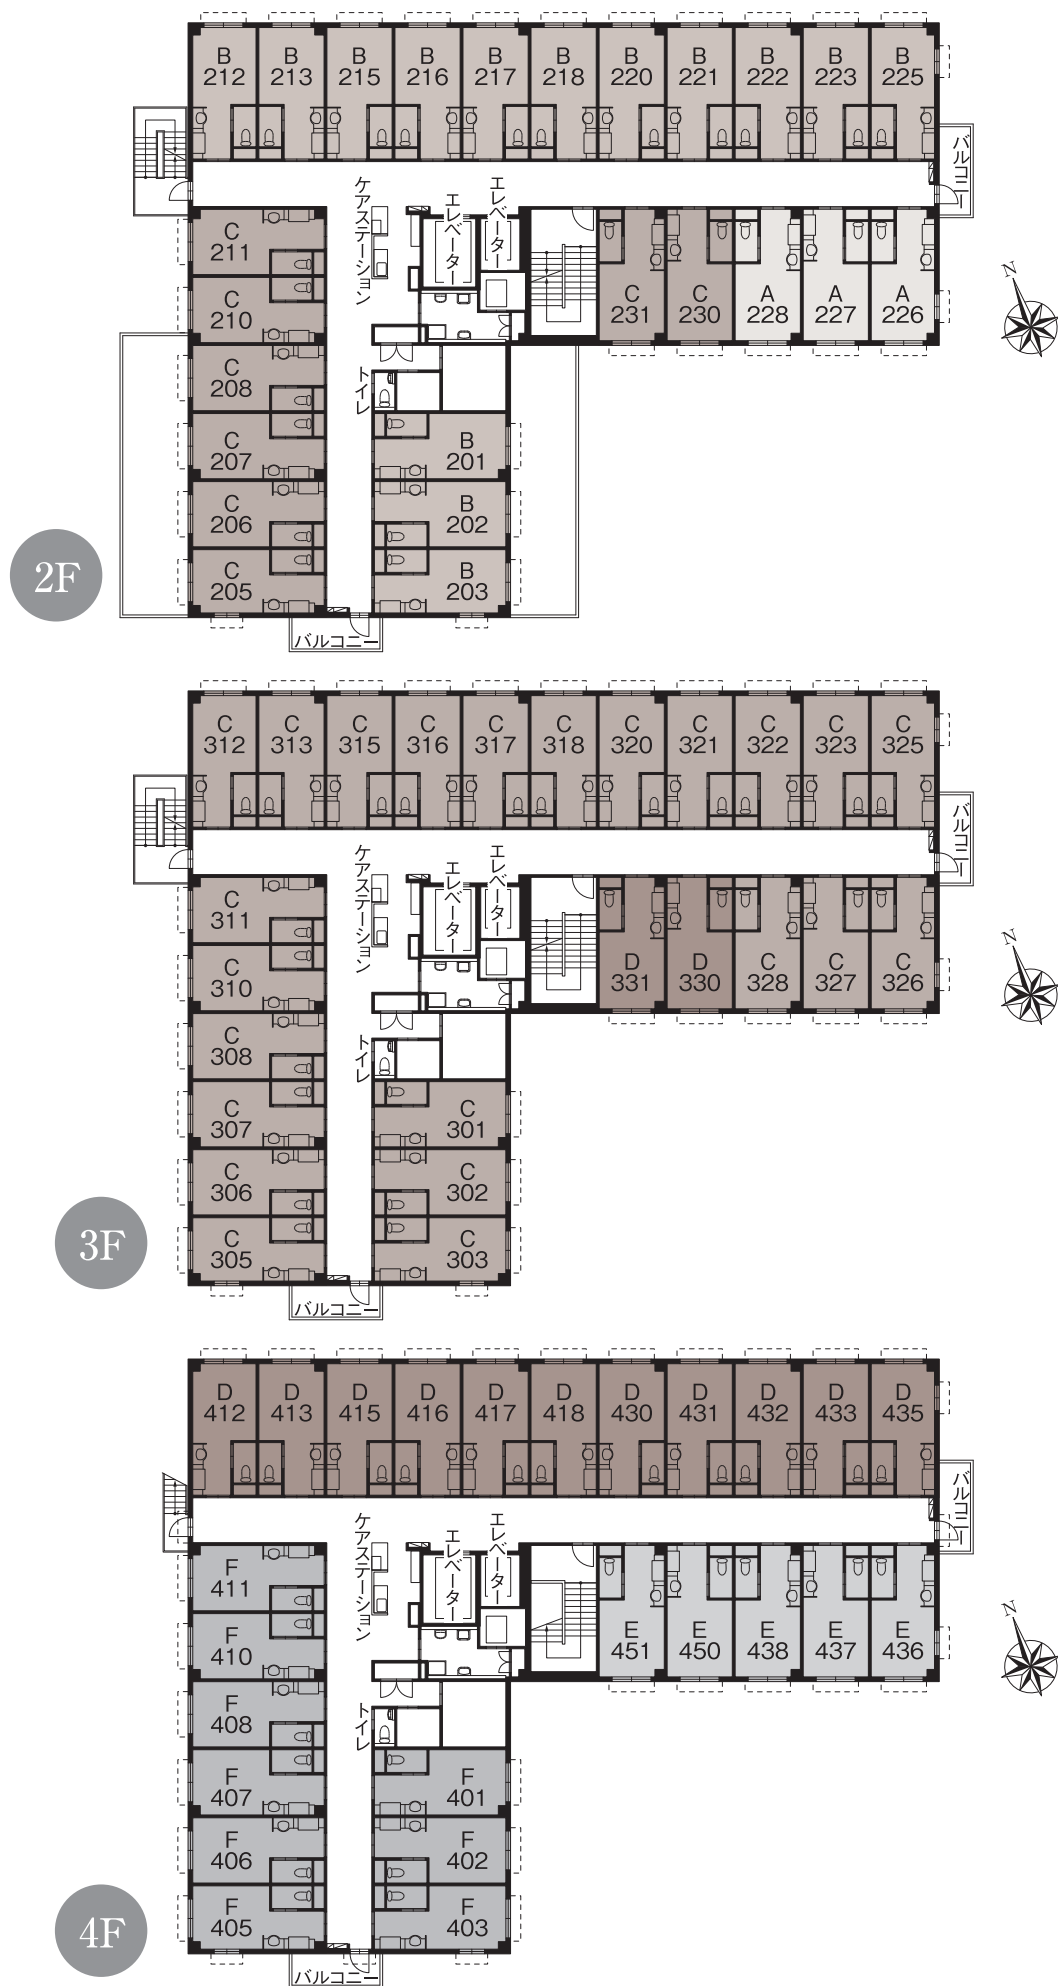 B B B B B B B B B B B
212 213 215 216 217 218 220 221 222 223 225
バルコニー
ケアステーション
エレベーター
エレベーター
C
211
C
210
C C A A A
231 230 228 227 226
N
トイレ
C
208
C
207
B
201
C
206
B
202
C
205
B
203
2F
バルコニー
C C C C C C C C C C C
312 313 315 316 317 318 320 321 322 323 325
バルコニー
ケアステーション
エレベーター
エレベーター
C
311
C
310
D D C C C
331 330 328 327 326
N
トイレ
C
308
C
307
C
301
C
306
C
302
C
305
C
303
3F
バルコニー
D D D D D D D D D D D
412 413 415 416 417 418 430 431 432 433 435
バルコニー
ケアステーション
エレベーター
エレベーター
F
411
F
410
E E E E E
451 450 438 437 436
N
トイレ
F
408
F
407
F
401
F
406
F
402
F
405
F
403
4F
バルコニー